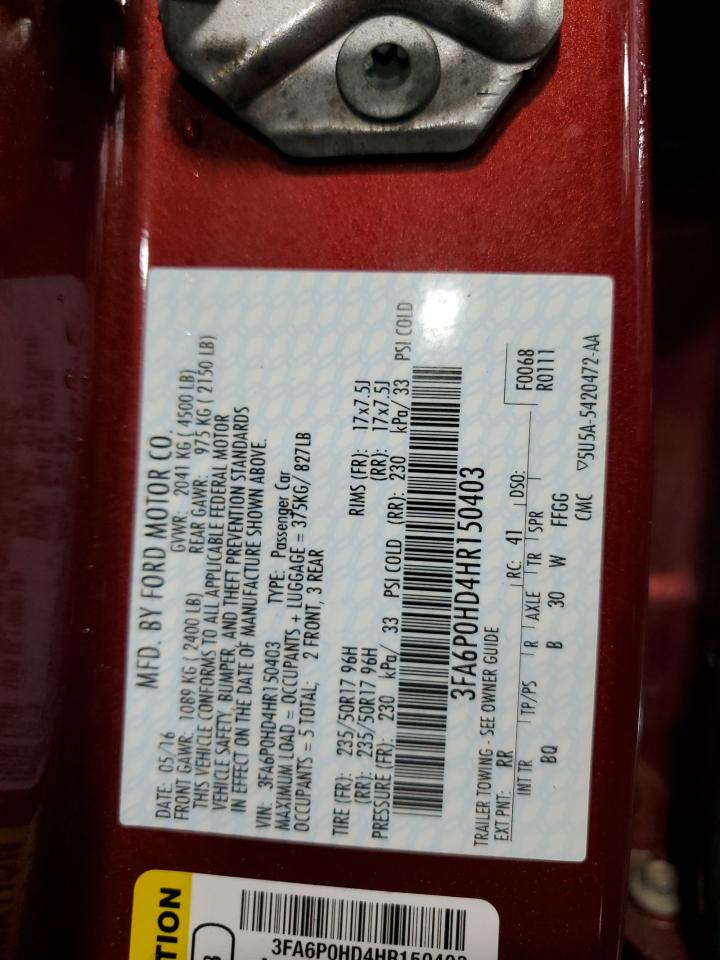 MFD. BY FORD MOTOR CO.
DATE: 05/16 GVWR: 2041 KG ( 4500 LB)
FRONT GAWR: 1089 KG ( 2400 LB) REAR GAWR: 975 KG ( 2150 LB)
THIS VEHICLE CONFORMS TO ALL APPLICABLE FEDERAL MOTOR
VEHICLE SAFETY, BUMPER, AND THEFT PREVENTION STANDARDS
IN EFFECT ON THE DATE OF MANUFACTURE SHOWN ABOVE.
VIN: 3FA6P0HD4HR150403 TYPE: Passenger Car
MAXIMUM LOAD = OCCUPANTS + LUGGAGE = 375KG/ 827LB
OCCUPANTS = 5 TOTAL; 2 FRONT, 3 REAR
TIRE (FR): 235/50R17 96H RIMS (FR): 17x7.5J
(RR): 235/50R17 96H (RR): 17x7.5J
PRESSURE (FR): 230 kPa/ 33 PSI COLD (RR): 230 kPa/ 33 PSI COLD
3FA6P0HD4HR150403
TRAILER TOWING - SEE OWNER GUIDE F0068
EXT PNT: RR RC: 41 DSO: R0111
INT TR TP/PS R AXLE TR SPR
BQ B 30 W FFGG
CMC ▽5U5A-5420472-AA
TION
3FA6P0HD4HR150403